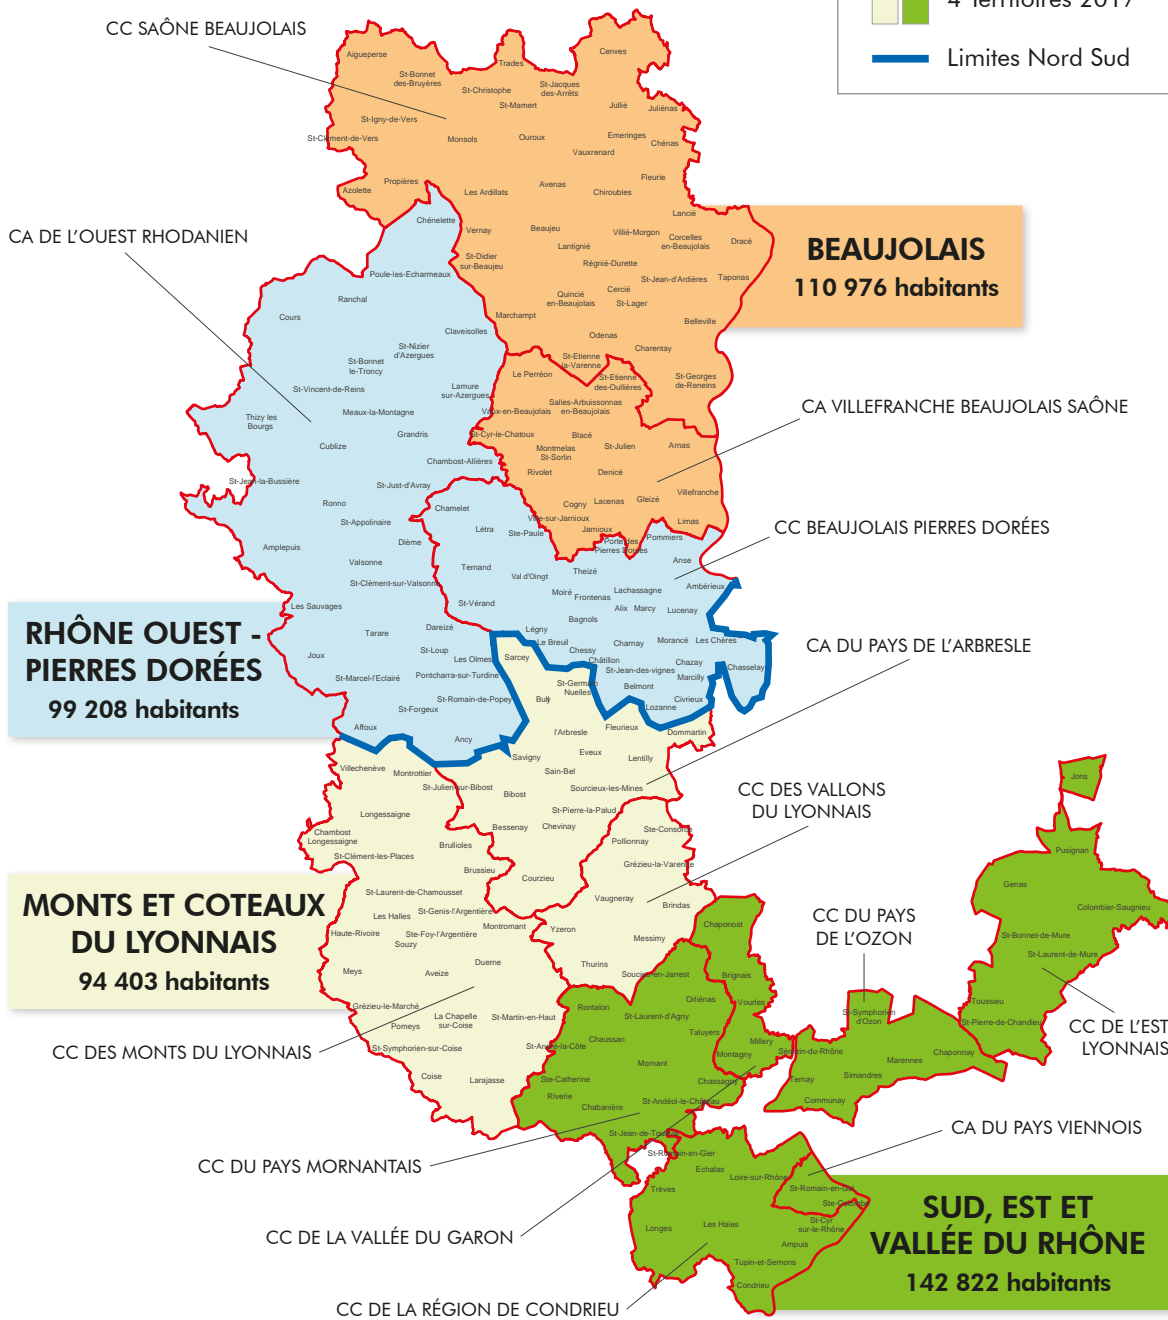 4 Territoires 2017
Limites Nord Sud
CC SAÔNE BEAUJOLAIS
CA DE L'OUEST RHODANIEN
BEAUJOLAIS
110 976 habitants
CA VILLEFRANCHE BEAUJOLAIS SAÔNE
CC BEAUJOLAIS PIERRES DORÉES
RHÔNE OUEST -
PIERRES DORÉES
99 208 habitants
CA DU PAYS DE L'ARBRESLE
CC DES VALLONS
DU LYONNAIS
MONTS ET COTEAUX
DU LYONNAIS
94 403 habitants
CC DU PAYS
DE L'OZON
CC DE L'EST
LYONNAIS
CC DES MONTS DU LYONNAIS
CC DU PAYS MORNANTAIS
CA DU PAYS VIENNOIS
CC DE LA VALLÉE DU GARON
CC DE LA RÉGION DE CONDRIEU
SUD, EST ET
VALLÉE DU RHÔNE
142 822 habitants
Aigueperse
St-Bonnet
des-Bruyères
Trades
Cenves
St-Christophe
St-Jacques
des-Arrêts
St-Mamert
Jullié
Juliénas
St-Igny-de-Vers
St-Clément-de-Vers
Monsols
Ouroux
Emeringes
Chénas
Vauxrenard
Azolette
Propières
Les Ardillats
Avenas
Chiroubles
Fleurie
Chénelette
Vernay
Beaujeu
Lancié
Villié-Morgon
Corcelles
en-Beaujolais
Dracé
Lantignié
St-Didier
sur-Beaujeu
Régnié-Durette
Poule-les-Echarmeaux
St-Jean-d'Ardières
Taponas
Cercié
Quincié
en-Beaujolais
St-Lager
Ranchal
Cours
Marchampt
Belleville
Claveisolles
Odenas
Charentay
St-Nizier
d'Azergues
St-Bonnet
le-Troncy
St-Etienne
la-Varenne
Le Perréon
St-Etienne
des-Oullières
St-Georges
de-Reneins
St-Vincent-de-Reins
Lamure
sur-Azergues
Salles-Arbuissonnas
en-Beaujolais
Vaux-en-Beaujolais
Meaux-la-Montagne
Thizy les
Bourgs
Grandris
St-Cyr-le-Chatoux
Blacé
Cublize
Montmelas
St-Sorlin
St-Julien
Arnas
Chambost-Allières
Rivolet
Denicé
St-Jean-la-Bussière
St-Just-d'Avray
Villefranche
Ronno
Chamelet
Cogny
Lacenas
Gleizé
St-Appolinaire
Létra
Ville-sur-Jarnioux
Limas
Ste-Paule
Jarnioux
Porte des
Pierres Dorées
Pommiers
Amplepuis
Dième
Valsonne
Ternand
Val d'Oingt
Theizé
Anse
St-Clément-sur-Valsonne
Moiré
Frontenas
Lachassagne
Ambérieux
Les Sauvages
St-Vérand
Alix
Marcy
Lucenay
Bagnols
Tarare
Dareizé
Légny
Le Breuil
Charnay
Morancé
Les Chères
St-Loup
Chessy
Joux
Les Olmes
Sarcey
Châtillon
Chazay
Chasselay
St-Jean-des-vignes
St-Marcel-l'Eclairé
Pontcharra-sur-Turdine
Marcilly
St-Germain
Nuelles
Belmont
St-Romain-de-Popey
Bully
Civrieux
Lozanne
St-Forgeux
Affoux
Ancy
l'Arbresle
Fleurieux
Dommartin
Savigny
Eveux
Lentilly
Villechenève
Montrottier
Sain-Bel
St-Julien-sur-Bibost
Bibost
Sourcieux-les-Mines
Longessaigne
St-Pierre-la-Palud
Bessenay
Chevinay
Ste-Consorce
Chambost
Longessaigne
Pollionnay
Brullioles
St-Clément-les-Places
Grézieu-la-Varenne
Brussieu
Courzieu
St-Laurent-de-Chamousset
Vaugneray
Brindas
Les Halles
St-Genis-l'Argentière
Montromant
Yzeron
Chaponost
Haute-Rivoire
Ste-Foy-l'Argentière
Souzy
Messimy
Duerne
Thurins
Meys
Aveize
Soucieu-en-Jarrest
Brignais
Grézieu-le-Marché
Orliénas
Vourles
Rontalon
La Chapelle
sur-Coise
St-Martin-en-Haut
St-Laurent-d'Agny
Pomeys
Taluyers
Chaussan
Millery
St-Symphorien-sur-Coise
St-André-la-Côte
Montagny
Mornant
Coise
Larajasse
Ste-Catherine
Chassagny
Riverie
Chabanière
St-Andéol-le-Château
St-Jean-de-Touslas
St-Romain-en-Gier
Echalas
Loire-sur-Rhône
Trèves
St-Romain-en-Gal
Ste-Colombe
Longes
Les Haies
St-Cyr
sur-le-Rhône
Ampuis
Tupin-et-Semons
Condrieu
Jons
Pusignan
Genas
Colombier-Saugnieu
St-Bonnet-de-Mure
St-Laurent-de-Mure
Toussieu
St-Pierre-de-Chandieu
St-Symphorien
d'Ozon
Sérézin-du-Rhône
Marennes
Chaponnay
Ternay
Simandres
Communay